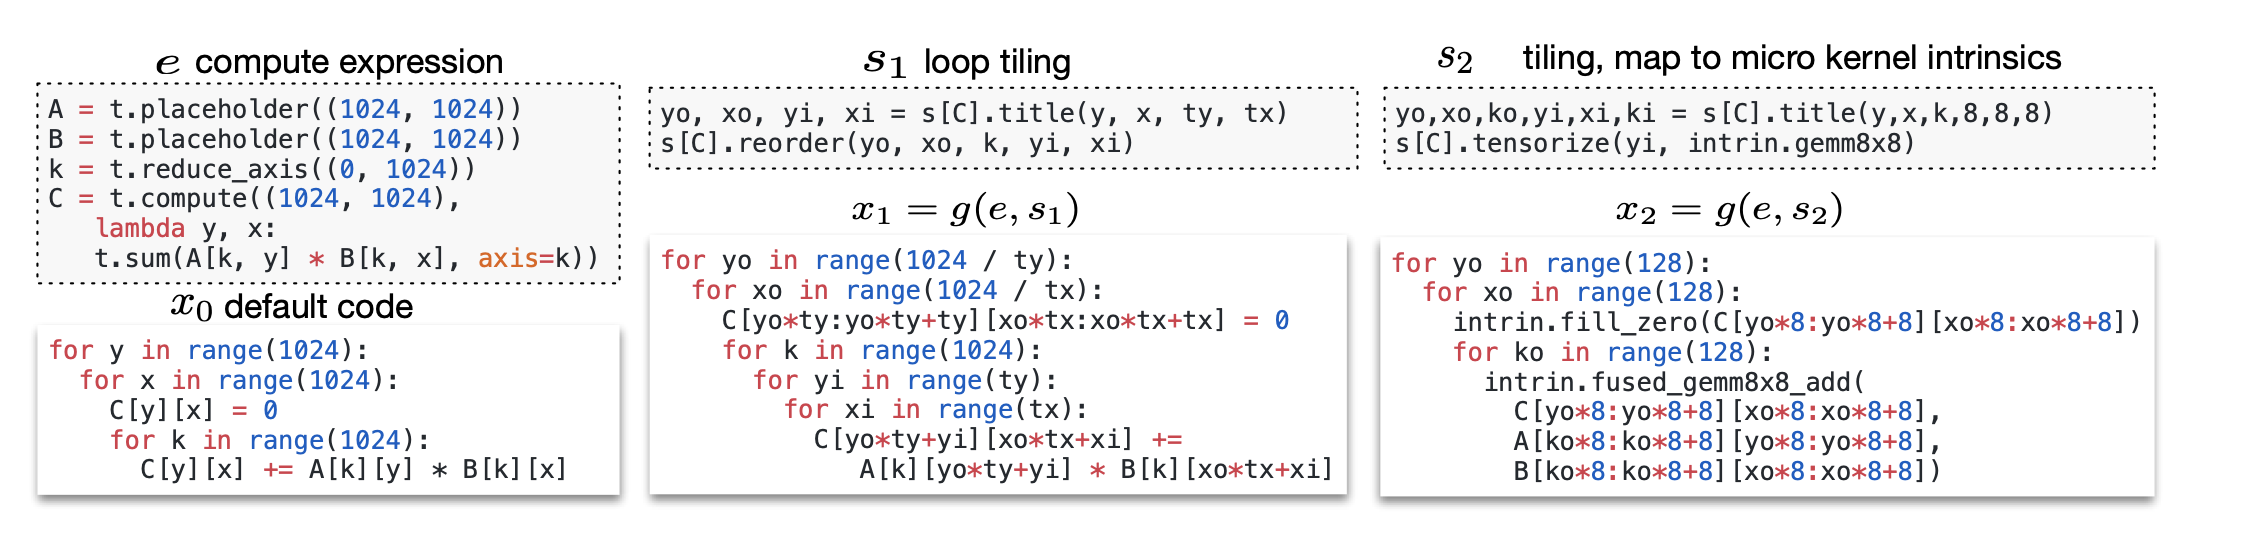 e compute expression
A = t.placeholder((1024, 1024))
B = t.placeholder((1024, 1024))
k = t.reduce_axis((0, 1024))
C = t.compute((1024, 1024),
lambda y, x:
t.sum(A[k, y] * B[k, x], axis=k))
x₀ default code
for y in range(1024):
for x in range(1024):
C[y][x] = 0
for k in range(1024):
C[y][x] += A[k][y] * B[k][x]
s₁ loop tiling
yo, xo, yi, xi = s[C].title(y, x, ty, tx)
s[C].reorder(yo, xo, k, yi, xi)
x₁ = g(e, s₁)
for yo in range(1024 / ty):
for xo in range(1024 / tx):
C[yo*ty:yo*ty+ty][xo*tx:xo*tx+tx] = 0
for k in range(1024):
for yi in range(ty):
for xi in range(tx):
C[yo*ty+yi][xo*tx+xi] +=
A[k][yo*ty+yi] * B[k][xo*tx+xi]
s₂ tiling, map to micro kernel intrinsics
yo,xo,ko,yi,xi,ki = s[C].title(y,x,k,8,8,8)
s[C].tensorize(yi, intrin.gemm8x8)
x₂ = g(e, s₂)
for yo in range(128):
for xo in range(128):
intrin.fill_zero(C[yo*8:yo*8+8][xo*8:xo*8+8])
for ko in range(128):
intrin.fused_gemm8x8_add(
C[yo*8:yo*8+8][xo*8:xo*8+8],
A[ko*8:ko*8+8][yo*8:yo*8+8],
B[ko*8:ko*8+8][xo*8:xo*8+8])